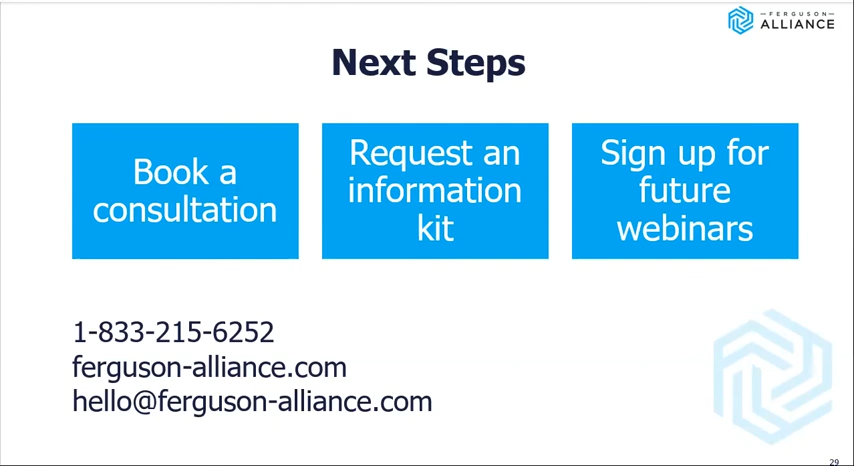 FERGUSON
ALLIANCE
Next Steps
Book a
consultation
Request an
information
kit
Sign up for
future
webinars
1-833-215-6252
ferguson-alliance.com
hello@ferguson-alliance.com
29